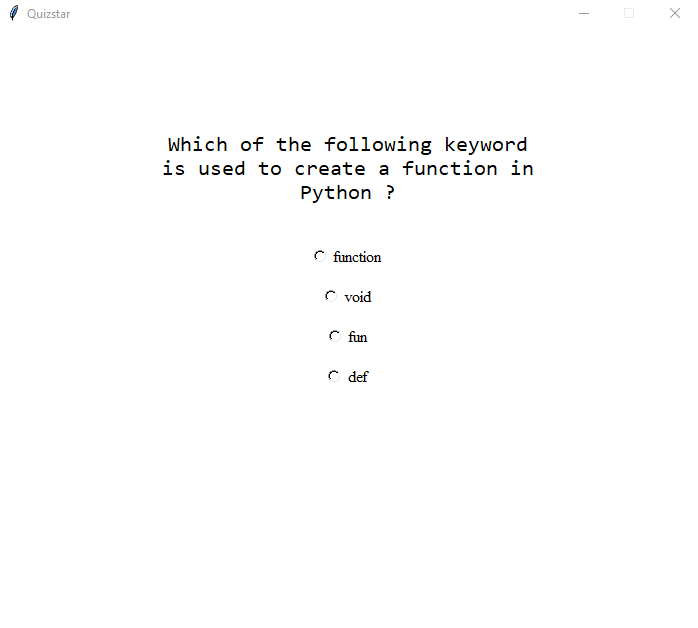 Quizstar
Which of the following keyword
is used to create a function in
Python ?
function
void
fun
def